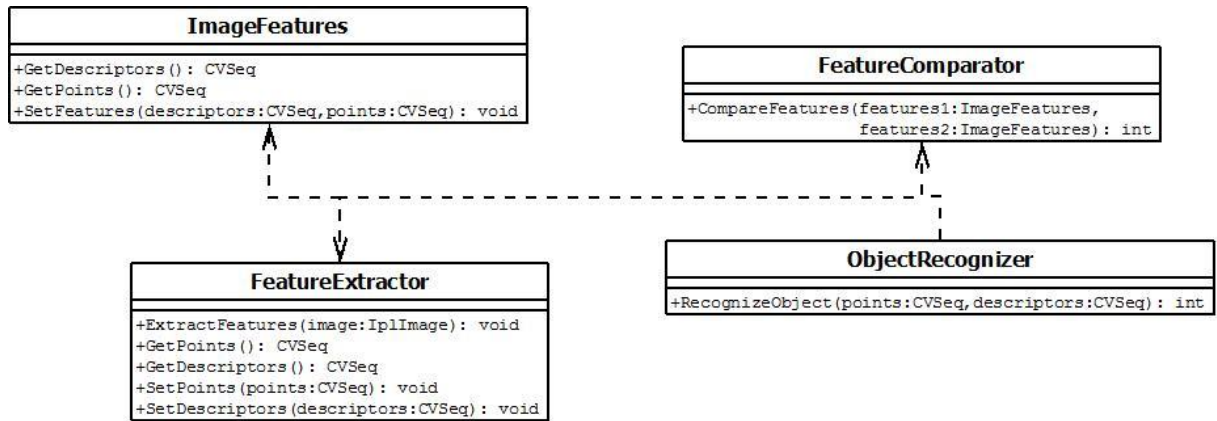 ImageFeatures
+GetDescriptors(): CVSeq
+GetPoints(): CVSeq
+SetFeatures(descriptors:CVSeq,points:CVSeq): void
FeatureComparator
+CompareFeatures(features1:ImageFeatures,
features2:ImageFeatures): int
FeatureExtractor
+ExtractFeatures(image:IplImage): void
+GetPoints(): CVSeq
+GetDescriptors(): CVSeq
+SetPoints(points:CVSeq): void
+SetDescriptors(descriptors:CVSeq): void
ObjectRecognizer
+RecognizeObject(points:CVSeq,descriptors:CVSeq): int